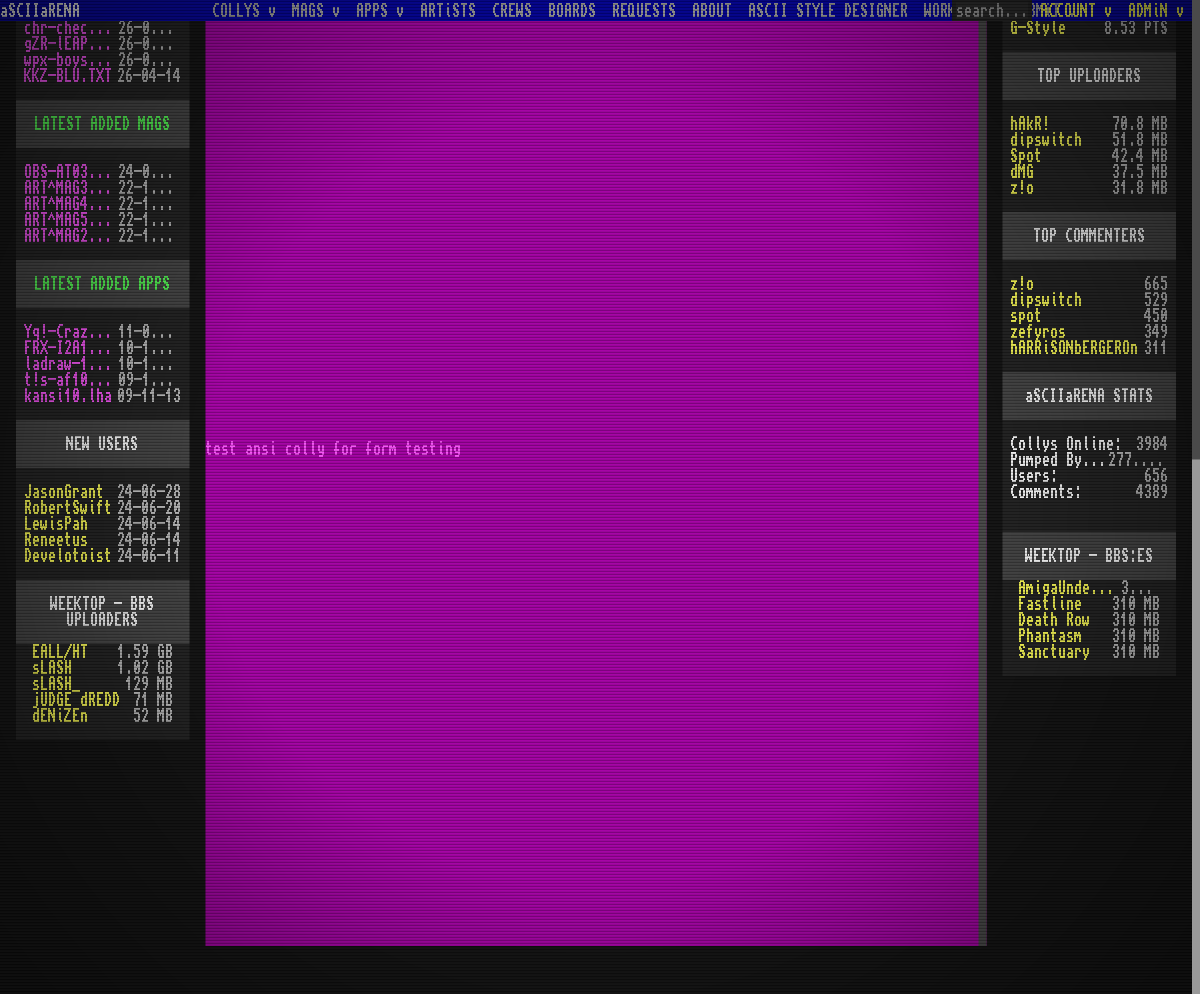 aSCIIaRENA COLLYS v MAGS v APPS v ARTiSTS CREWS BOARDS REQUESTS ABOUT ASCII STYLE DESIGNER search... ACCOUNT v ADMiN v
chr-chec... 26-0...
gZR-lEAP... 26-0...
wpx-boys... 26-0...
KKZ-BLU.TXT 26-04-14
LATEST ADDED MAGS
OBS-AT03... 24-0...
ART^MAG3... 22-1...
ART^MAG4... 22-1...
ART^MAG5... 22-1...
ART^MAG2... 22-1...
LATEST ADDED APPS
Yq!-Craz... 11-0...
FRX-I2A1... 10-1...
ladraw-1... 10-1...
t!s-af10... 09-1...
kansi10.lha 09-11-13
NEW USERS
JasonGrant 24-06-28
RobertSwift 24-06-20
LewisPah 24-06-14
Reneetus 24-06-14
Develotoist 24-06-11
WEEKTOP - BBS
UPLOADERS
EALL/HT 1.59 GB
sLASH 1.02 GB
sLASH_ 129 MB
jUDGE_dREDD 71 MB
dENiZEn 52 MB
test ansi colly for form testing
G-Style 8.53 PTS
TOP UPLOADERS
hAkR! 70.8 MB
dipswitch 51.8 MB
Spot 42.4 MB
dMG 37.5 MB
z!o 31.8 MB
TOP COMMENTERS
z!o 665
dipswitch 529
spot 450
zefyros 349
hARRiSONbERGEROn 311
aSCIIaRENA STATS
Collys Online: 3984
Pumped By...277....
Users: 656
Comments: 4389
WEEKTOP - BBS:ES
AmigaUnde... 3...
Fastline 310 MB
Death Row 310 MB
Phantasm 310 MB
Sanctuary 310 MB